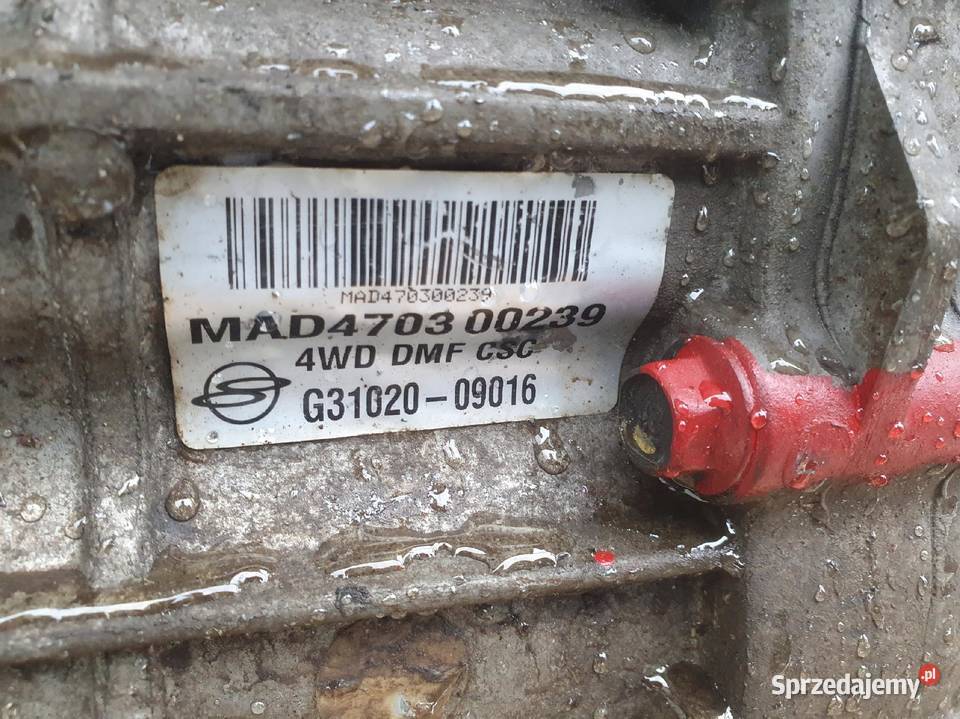 MAD470300239
MAD4703 00239
4WD DMF CSC
G31020-09016
Sprzedajemy.pl